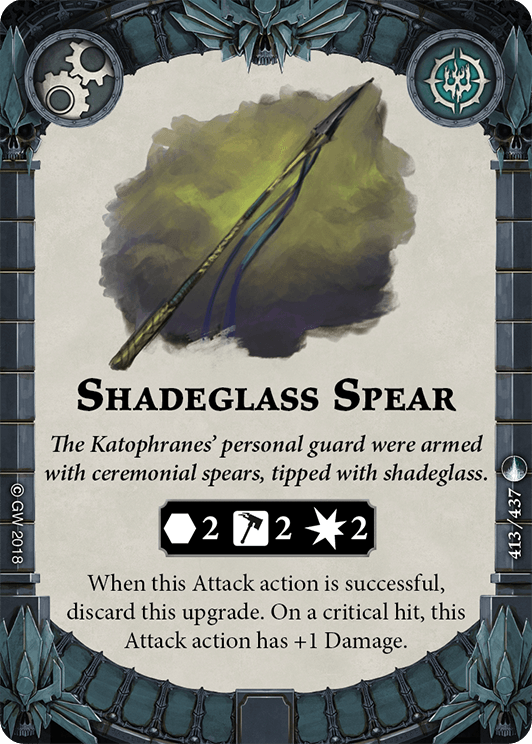 Shadeglass Spear
The Katophranes’ personal guard were armed
with ceremonial spears, tipped with shadeglass.
2 2 2
When this Attack action is successful,
discard this upgrade. On a critical hit, this
Attack action has +1 Damage.
© GW 2018
413/437